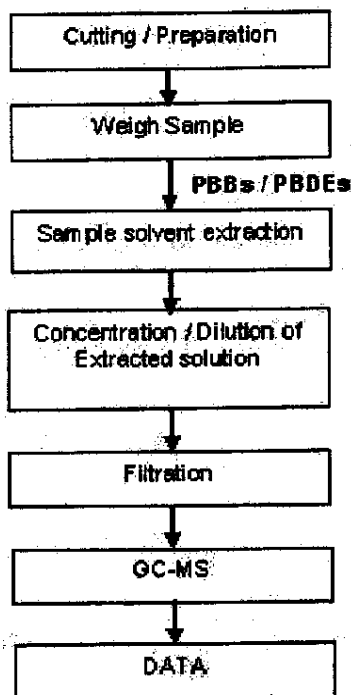 Cutting / Preparation
Weigh Sample
PBBs / PBDEs
Sample solvent extraction
Concentration / Dilution of
Extracted solution
Filtration
GC-MS
DATA